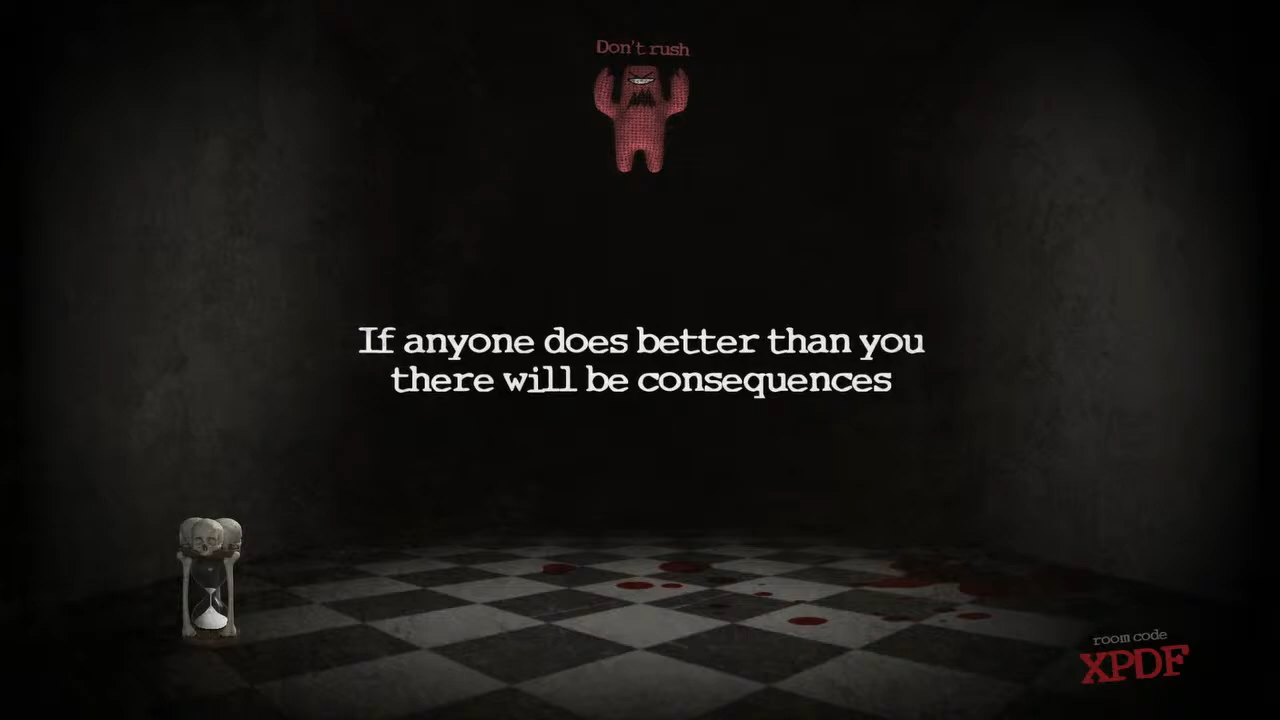 Don't rush
If anyone does better than you
there will be consequences
room code
XPDF